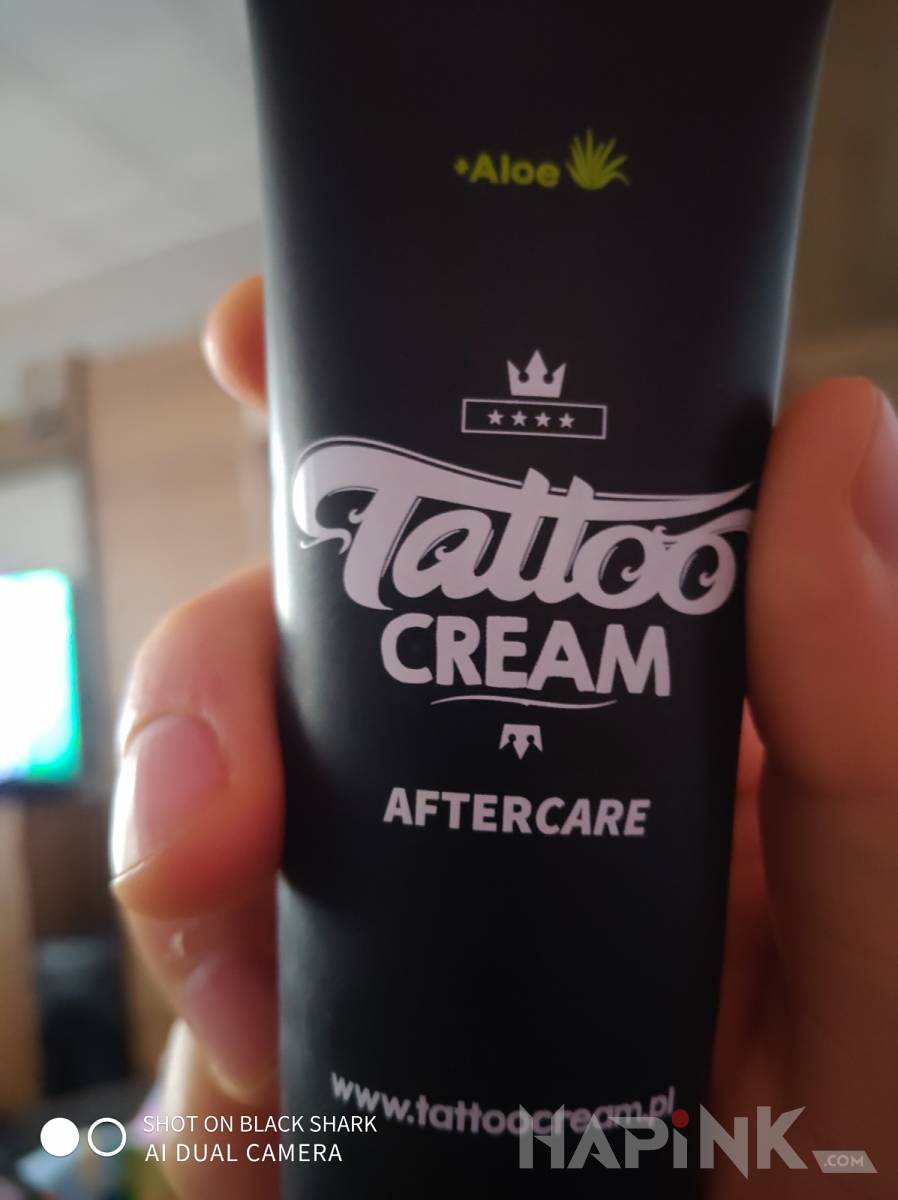 +Aloe
Tattoo
CREAM
AFTERCARE
www.tattoocream.pl
SHOT ON BLACK SHARK
AI DUAL CAMERA
HAPINK
.COM